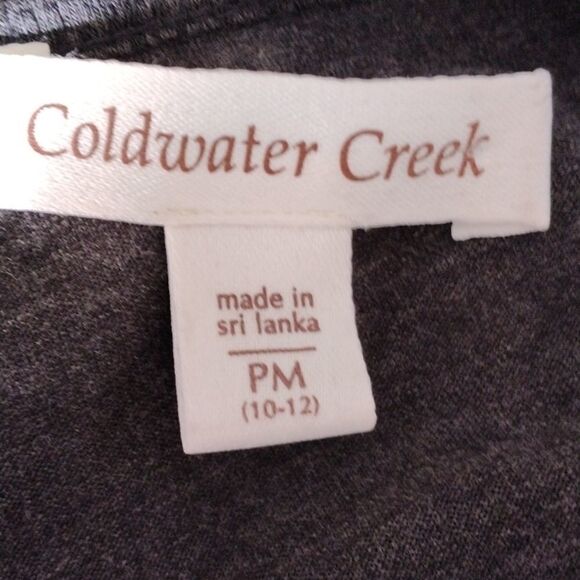 Coldwater Creek
made in
sri lanka
PM
(10-12)